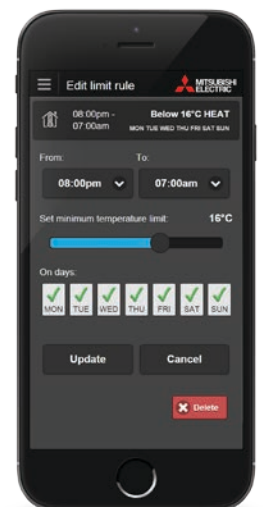 Edit limit rule
MITSUBISHI
ELECTRIC
08:00pm -
07:00am
Below 16°C HEAT
MON TUE WED THU FRI SAT SUN
From:
To:
08:00pm
07:00am
Set minimum temperature limit:
16°C
On days:
MON TUE WED THU FRI SAT SUN
Update
Cancel
Delete